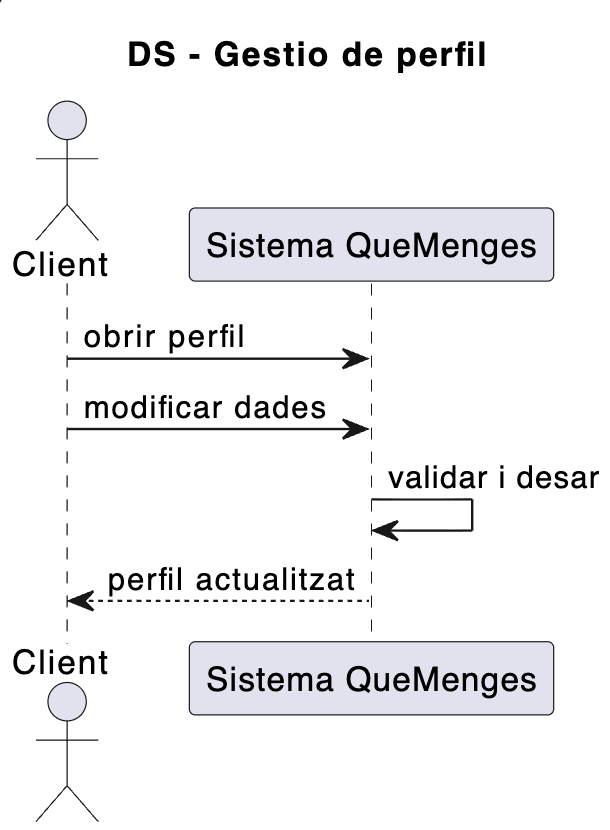 DS - Gestio de perfil
Client
Sistema QueMenges
obrir perfil
modificar dades
validar i desar
perfil actualitzat
Client
Sistema QueMenges